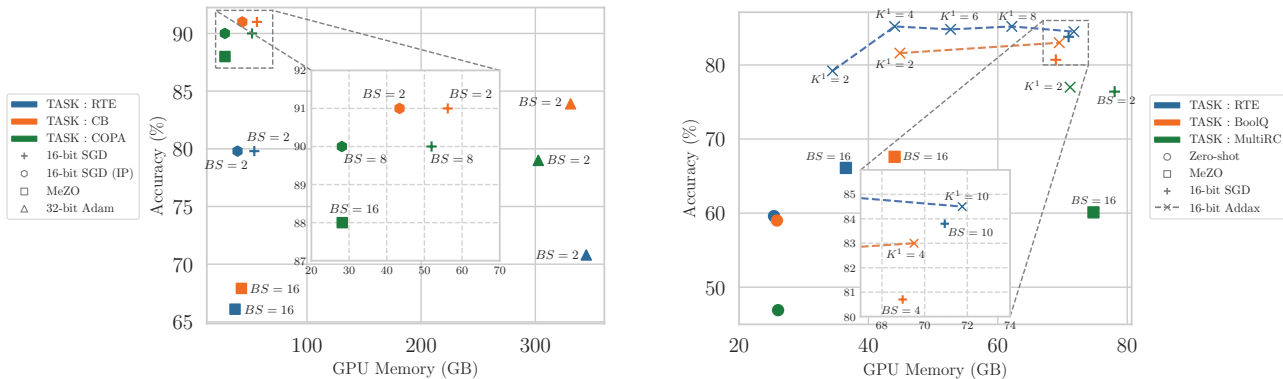 TASK : RTE
TASK : CB
TASK : COPA
16-bit SGD
16-bit SGD (IP)
MeZO
32-bit Adam
Accuracy (%)
90
85
80
75
70
65
100
200
300
GPU Memory (GB)
BS = 2
BS = 2
BS = 16
BS = 16
BS = 2
BS = 2
BS = 2
92
91
90
89
88
87
20
30
40
50
60
70
BS = 2
BS = 2
BS = 8
BS = 8
BS = 16
Accuracy (%)
80
70
60
50
20
40
60
80
GPU Memory (GB)
K¹ = 2
K¹ = 4
K¹ = 6
K¹ = 8
K¹ = 2
K¹ = 2
BS = 2
BS = 16
BS = 16
BS = 16
85
84
83
82
81
80
68
70
72
74
K¹ = 10
BS = 10
K¹ = 4
BS = 4
TASK : RTE
TASK : BoolQ
TASK : MultiRC
Zero-shot
MeZO
16-bit SGD
16-bit Addax